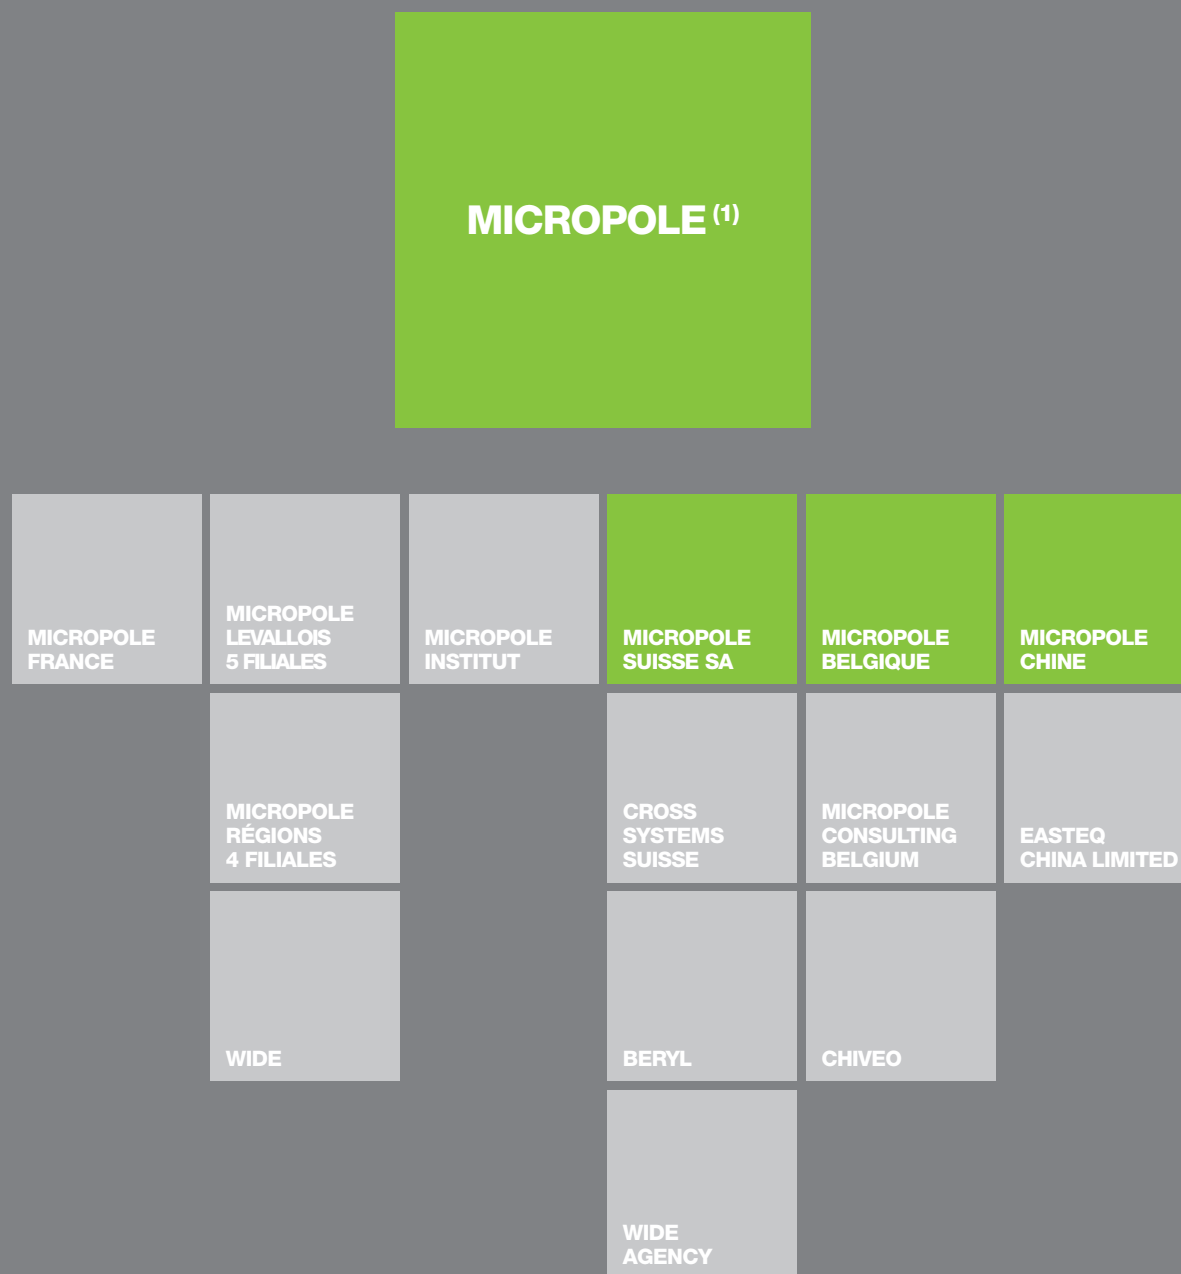 MICROPOLE (1)
MICROPOLE
FRANCE
MICROPOLE
LEVALLOIS
5 FILIALES
MICROPOLE
INSTITUT
MICROPOLE
SUISSE SA
MICROPOLE
BELGIQUE
MICROPOLE
CHINE
MICROPOLE
RÉGIONS
4 FILIALES
CROSS
SYSTEMS
SUISSE
MICROPOLE
CONSULTING
BELGIUM
EASTEQ
CHINA LIMITED
WIDE
BERYL
CHIVEO
WIDE
AGENCY